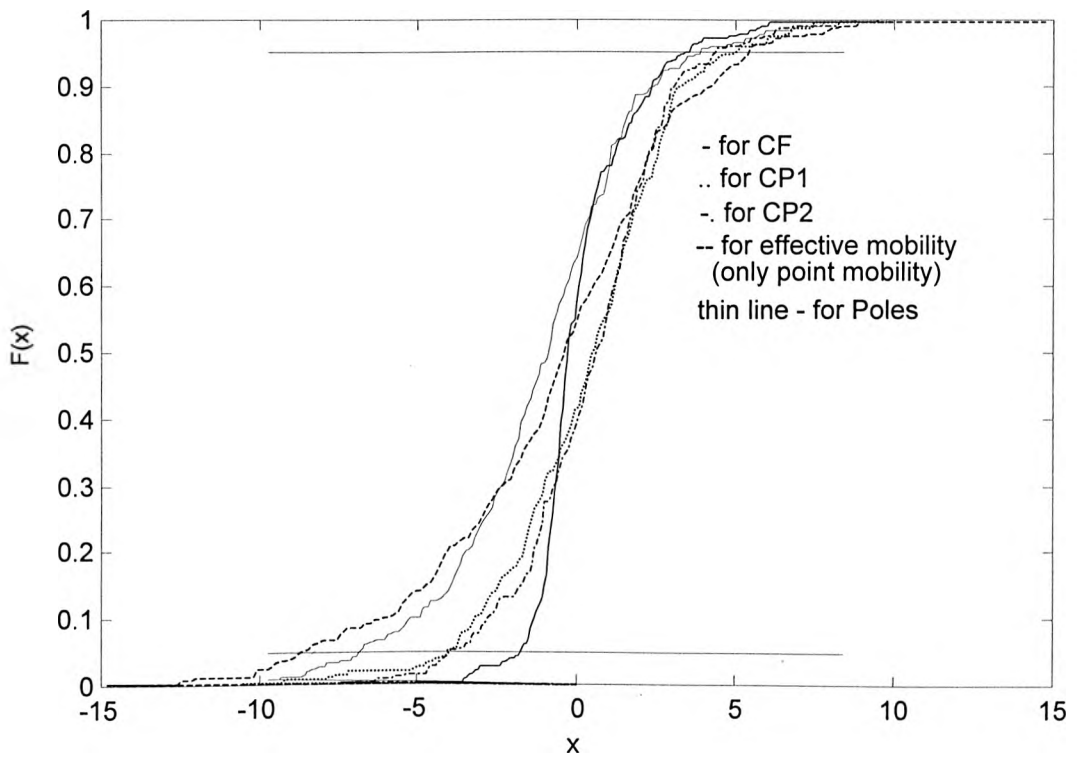 1
0.9
0.8
0.7
0.6
0.5
0.4
0.3
0.2
0.1
0
F(x)
- for CF
.. for CP1
-. for CP2
-- for effective mobility
(only point mobility)
thin line - for Poles
-15
-10
-5
0
5
10
15
x